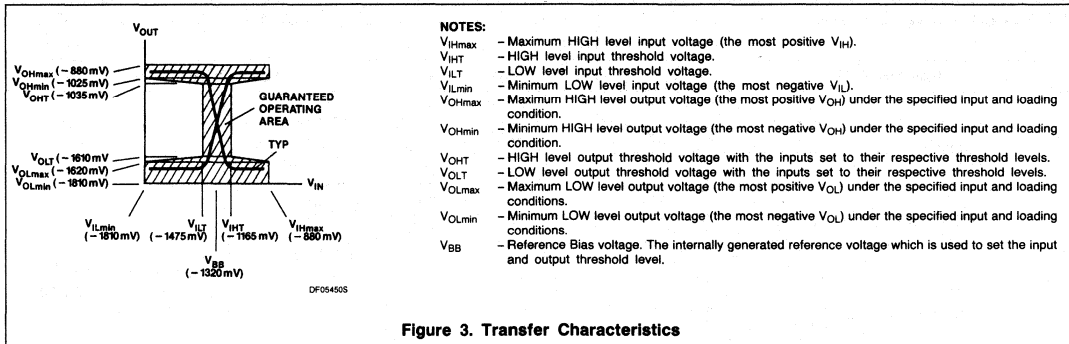 VOUT
VOHmax (−880mV)
VOHmin (−1025mV)
VOHT (−1035mV)
GUARANTEED
OPERATING
AREA
TYP
VOLT (−1610mV
VOLmax (−1620mV)
VOLmin (−1810mV)
VIN
VILmin
(−1810mV)
VILT
(−1475mV)
VIHT
(−1165mV)
VIHmax
(−880mV)
VBB
(−1320mV)
DF05450S
NOTES:
VIHmax – Maximum HIGH level input voltage (the most positive VIH).
VIHT – HIGH level input threshold voltage.
VILT – LOW level input threshold voltage.
VILmin – Minimum LOW level input voltage (the most negative VIL).
VOHmax – Maximum HIGH level output voltage (the most positive VOH) under the specified input and loading
condition.
VOHmin – Minimum HIGH level output voltage (the most negative VOH) under the specified input and loading
condition.
VOHT – HIGH level output threshold voltage with the inputs set to their respective threshold levels.
VOLT – LOW level output threshold voltage with the inputs set to their respective threshold levels.
VOLmax – Maximum LOW level output voltage (the most positive VOL) under the specified input and loading
conditions.
VOLmin – Minimum LOW level output voltage (the most negative VOL) under the specified input and loading
conditions.
VBB – Reference Bias voltage. The internally generated reference voltage which is used to set the input
and output threshold level.
Figure 3. Transfer Characteristics